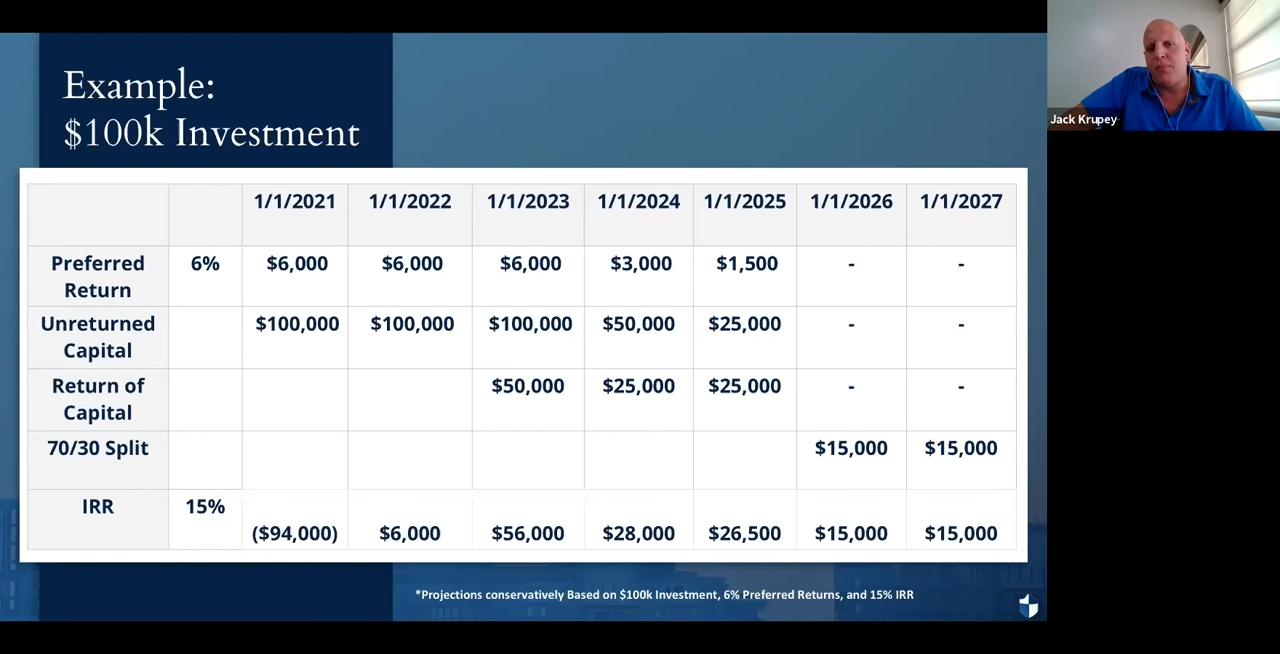 Example:
$100k Investment
Jack Krupey
1/1/2021 1/1/2022 1/1/2023 1/1/2024 1/1/2025 1/1/2026 1/1/2027
Preferred Return 6% $6,000 $6,000 $6,000 $3,000 $1,500 - -
Unreturned Capital $100,000 $100,000 $100,000 $50,000 $25,000 - -
Return of Capital $50,000 $25,000 $25,000 - -
70/30 Split $15,000 $15,000
IRR 15% ($94,000) $6,000 $56,000 $28,000 $26,500 $15,000 $15,000
*Projections conservatively Based on $100k Investment, 6% Preferred Returns, and 15% IRR